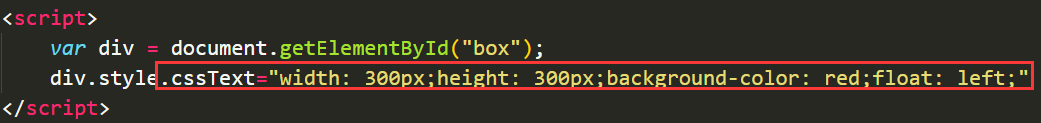 <script>
var div = document.getElementById("box");
div.style.cssText="width: 300px;height: 300px;background-color: red;float: left;"
</script>